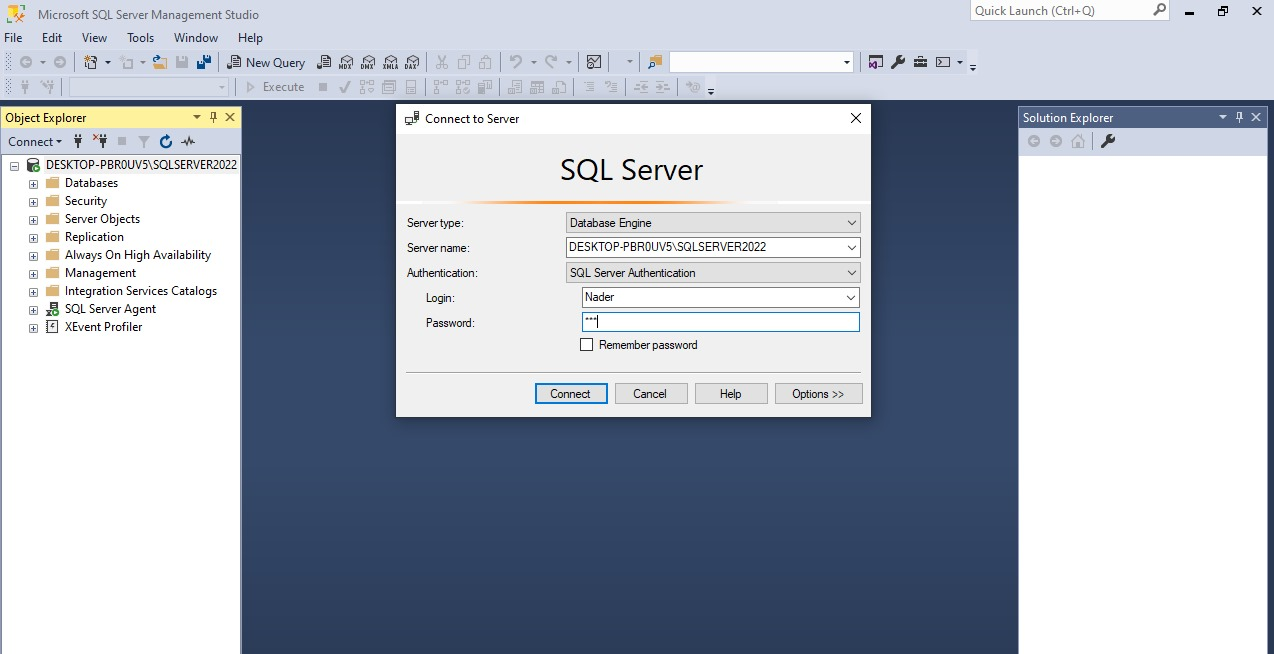 Microsoft SQL Server Management Studio
Quick Launch (Ctrl+Q)
File Edit View Tools Window Help
New Query MDX DMX XMLA DAX
Execute
Object Explorer
Connect
DESKTOP-PBR0UV5\SQLSERVER2022
Databases
Security
Server Objects
Replication
Always On High Availability
Management
Integration Services Catalogs
SQL Server Agent
XEvent Profiler
Connect to Server
SQL Server
Server type: Database Engine
Server name: DESKTOP-PBR0UV5\SQLSERVER2022
Authentication: SQL Server Authentication
Login: Nader
Password: ***
Remember password
Connect Cancel Help Options >>
Solution Explorer